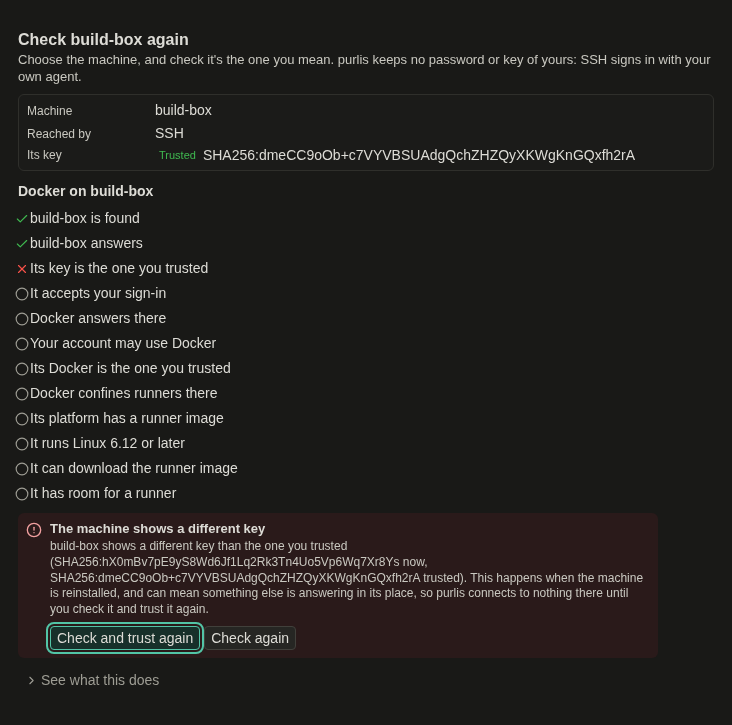 Check build-box again
Choose the machine, and check it's the one you mean. purlis keeps no password or key of yours: SSH signs in with your
own agent.
Machine build-box
Reached by SSH
Its key Trusted SHA256:dmeCC9oOb+c7VYVBSUAdgQchZHZQyXKWgKnGQxfh2rA
Docker on build-box
build-box is found
build-box answers
Its key is the one you trusted
It accepts your sign-in
Docker answers there
Your account may use Docker
Its Docker is the one you trusted
Docker confines runners there
Its platform has a runner image
It runs Linux 6.12 or later
It can download the runner image
It has room for a runner
The machine shows a different key
build-box shows a different key than the one you trusted
(SHA256:hX0mBv7pE9yS8Wd6Jf1Lq2Rk3Tn4Uo5Vp6Wq7Xr8Ys now,
SHA256:dmeCC9oOb+c7VYVBSUAdgQchZHZQyXKWgKnGQxfh2rA trusted). This happens when the machine
is reinstalled, and can mean something else is answering in its place, so purlis connects to nothing there until
you check it and trust it again.
Check and trust again Check again
See what this does